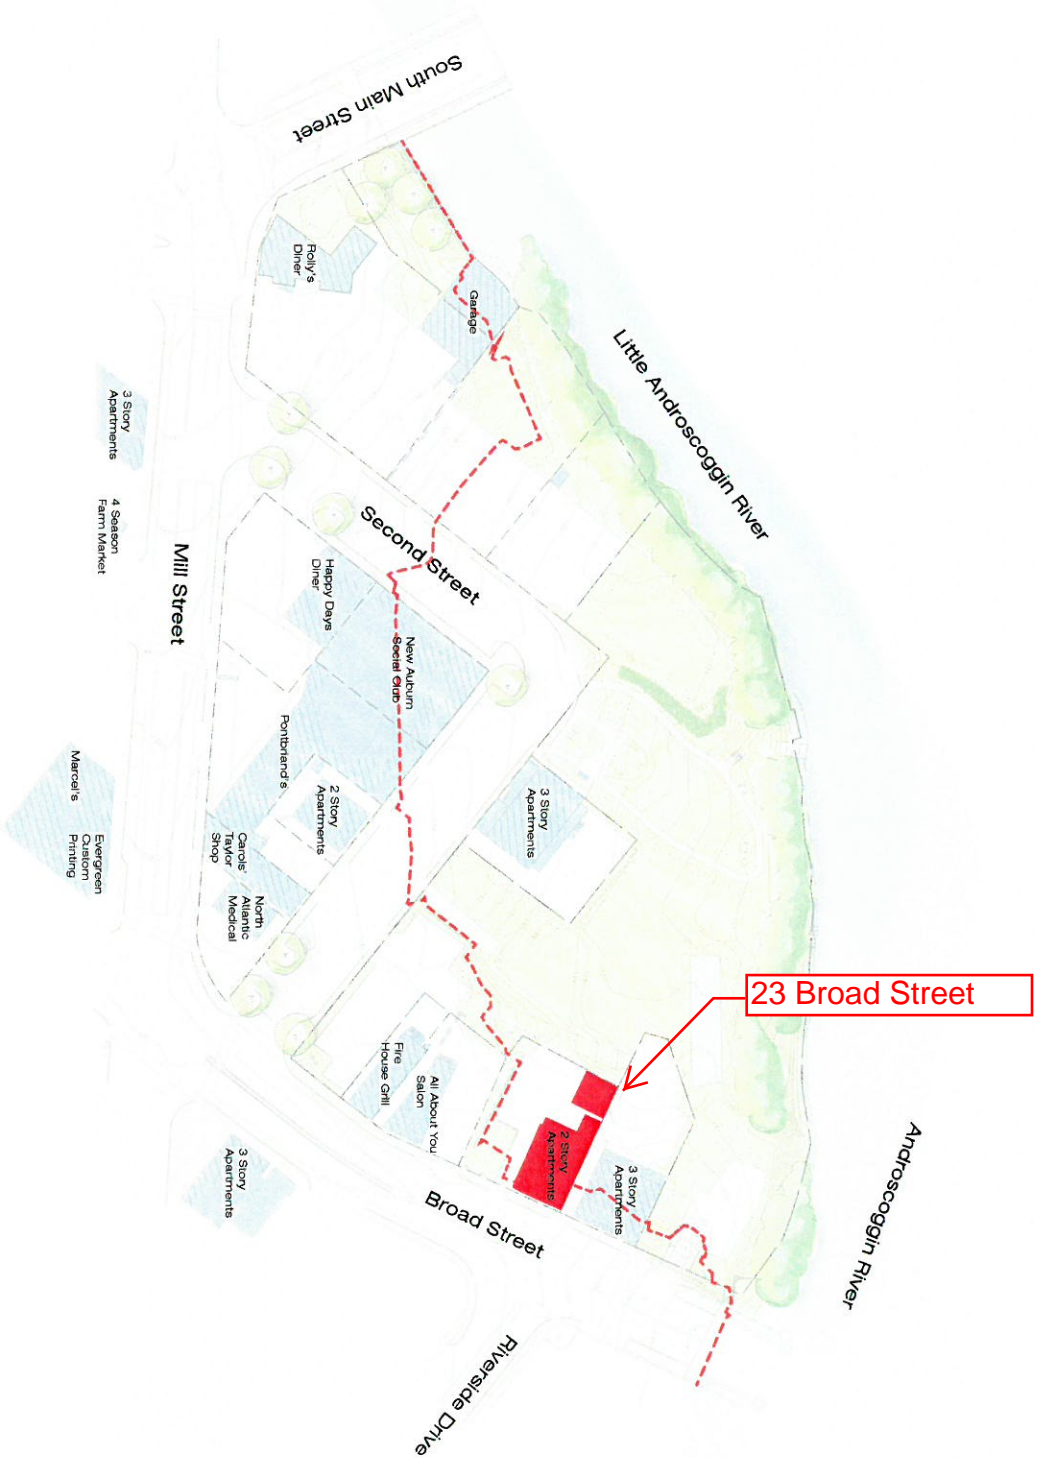 South Main Street
Rolly's
Diner
Garage
Little Androscoggin River
3 Story
Apartments
4 Season
Farm Market
Second Street
Mill Street
Happy Days
Diner
New Auburn
Social Club
Pontbriand's
2 Story
Apartments
3 Story
Apartments
Marcel's
Evergreen
Custom
Printing
Carols'
Taylor
Shop
North
Atlantic
Medical
23 Broad Street
Fire
House Grill
All About You
Salon
2 Story
Apartments
3 Story
Apartments
3 Story
Apartments
Broad Street
Androscoggin River
Riverside Drive